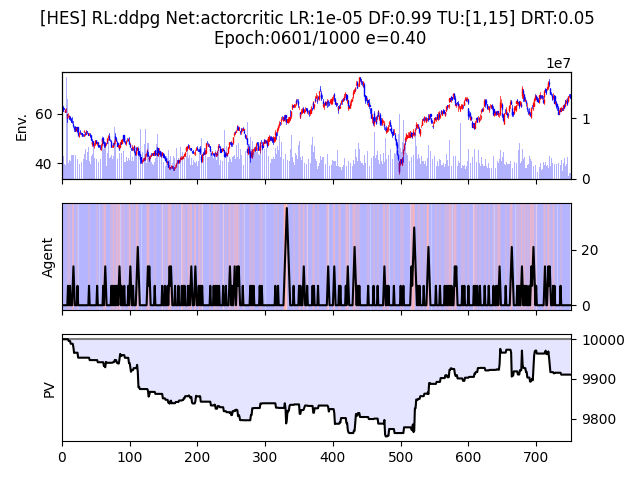 [HES] RL:ddpg Net:actorcritic LR:1e-05 DF:0.99 TU:[1,15] DRT:0.05
Epoch:0601/1000 e=0.40
1e7
Env.
60
40
1
0
Agent
20
0
PV
10000
9900
9800
0 100 200 300 400 500 600 700